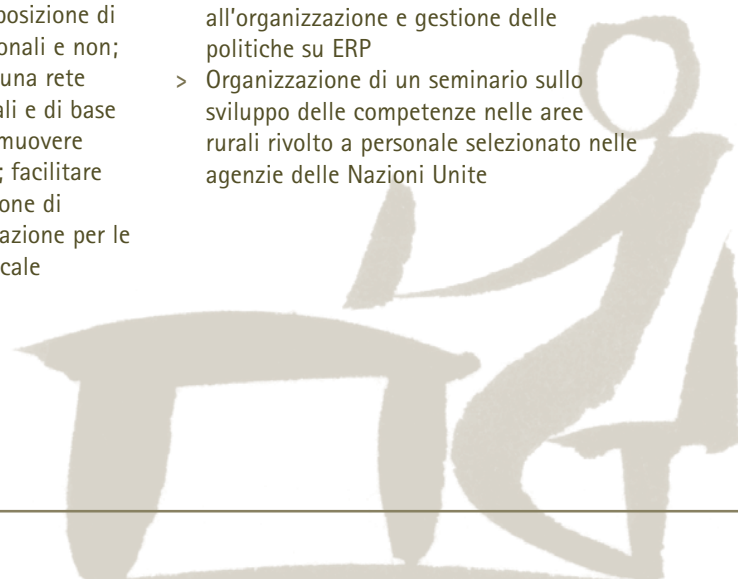 posizione di
onali e non;
una rete
ali e di base
muovere
; facilitare
one di
azione per le
cale
all'organizzazione e gestione delle
politiche su ERP
> Organizzazione di un seminario sullo
sviluppo delle competenze nelle aree
rurali rivolto a personale selezionato nelle
agenzie delle Nazioni Unite